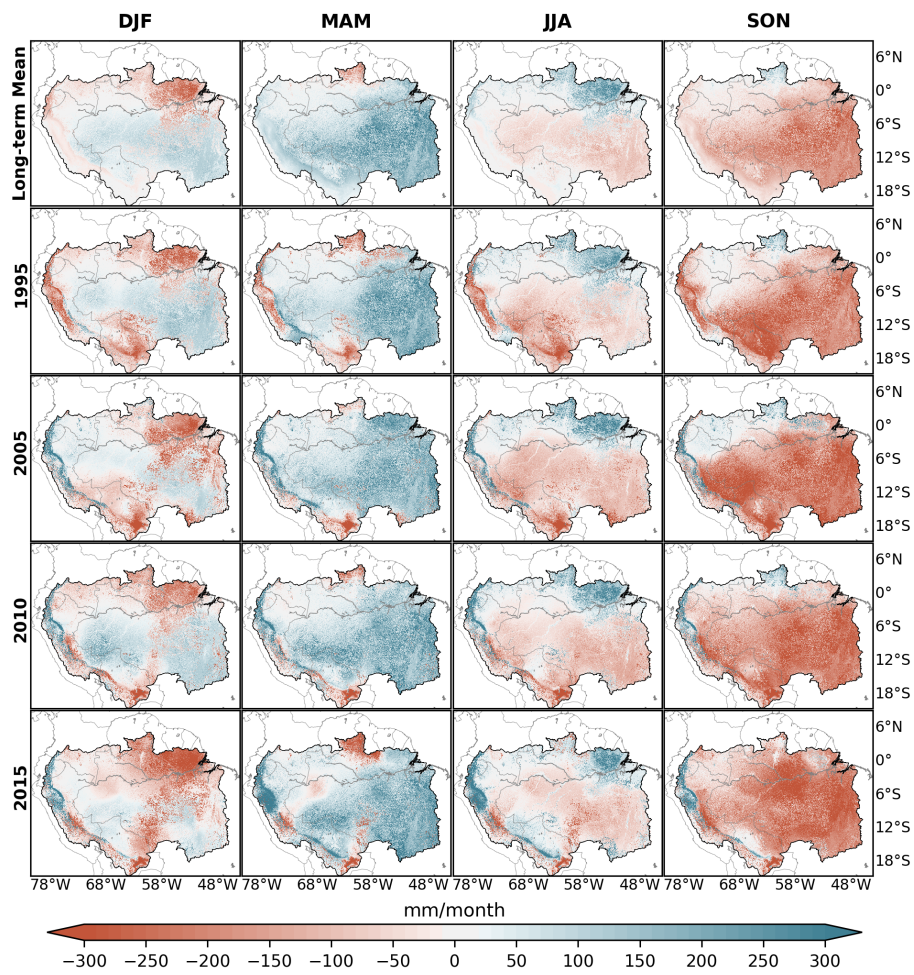 DJF MAM JJA SON
Long-term Mean
6°N
0°
6°S
12°S
18°S
1995
6°N
0°
6°S
12°S
18°S
2005
6°N
0°
6°S
12°S
18°S
2010
6°N
0°
6°S
12°S
18°S
2015
6°N
0°
6°S
12°S
18°S
78°W 68°W 58°W 48°W 78°W 68°W 58°W 48°W 78°W 68°W 58°W 48°W 78°W 68°W 58°W 48°W
mm/month
−300 −250 −200 −150 −100 −50 0 50 100 150 200 250 300